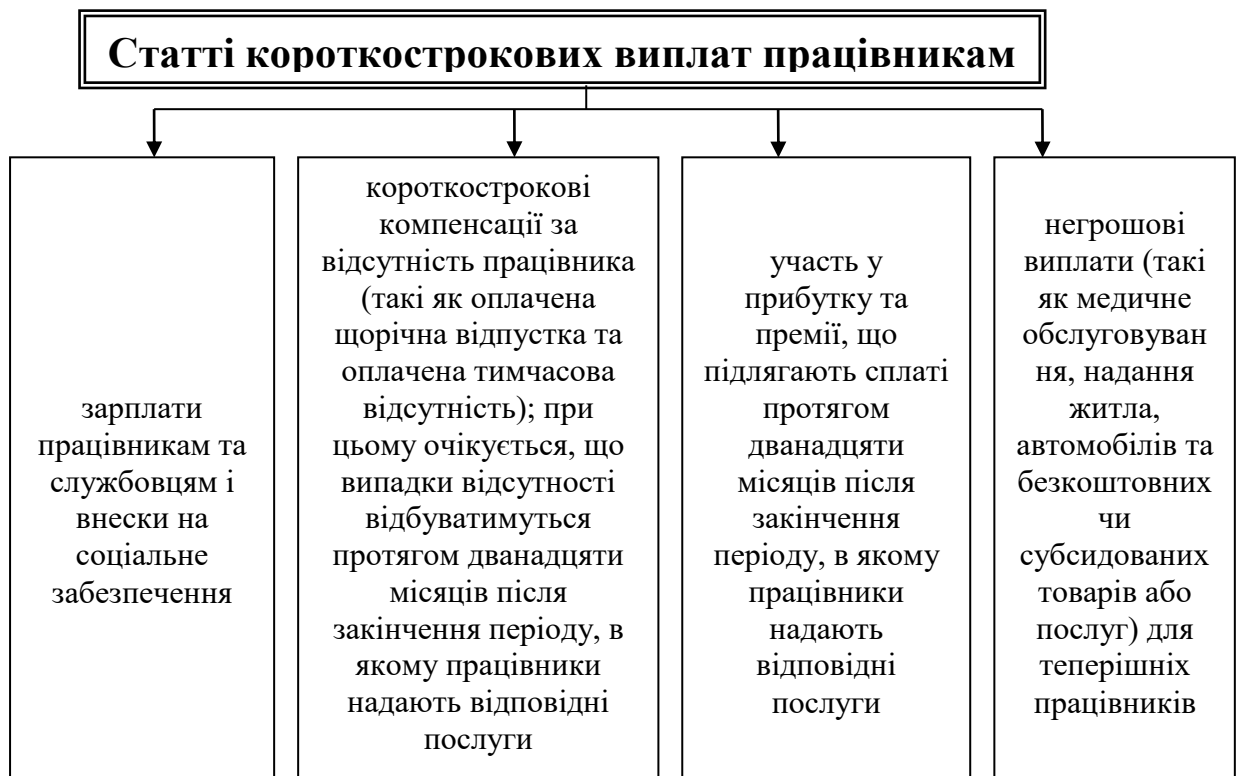 Статті короткострокових виплат працівникам
зарплати
працівникам та
службовцям і
внески на
соціальне
забезпечення
короткострокові
компенсації за
відсутність працівника
(такі як оплачена
щорічна відпустка та
оплачена тимчасова
відсутність); при
цьому очікується, що
випадки відсутності
відбуватимуться
протягом дванадцяти
місяців після
закінчення періоду, в
якому працівники
надають відповідні
послуги
участь у
прибутку та
премії, що
підлягають сплаті
протягом
дванадцяти
місяців після
закінчення
періоду, в якому
працівники
надають
відповідні
послуги
негрошові
виплати (такі
як медичне
обслуговуван
ня, надання
житла,
автомобілів та
безкоштовних
чи
субсидованих
товарів або
послуг) для
теперішніх
працівників